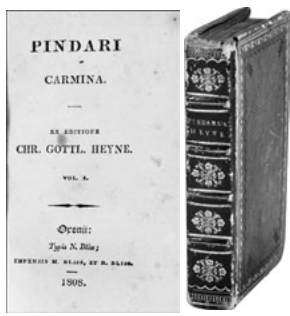 PINDARI
CARMINA.
EX EDITIONE
CHR. GOTTL. HEYNE.
VOL. I.
Oxonii:
Typis N. Bliss;
IMPENSIS N. BLISS, ET R. BLISS.
1808.
PINDARUS
HEYNE